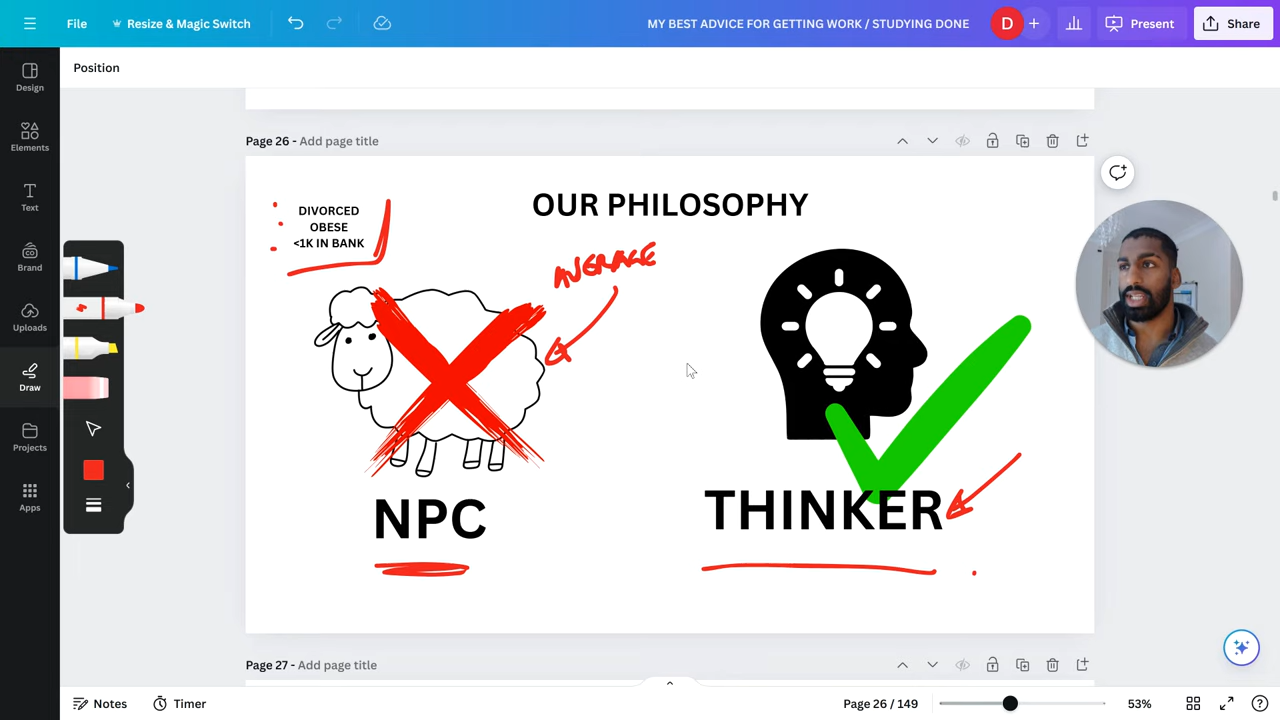 File
Resize & Magic Switch
MY BEST ADVICE FOR GETTING WORK / STUDYING DONE
D
Present
Share
Position
Design
Elements
Text
Brand
Uploads
Draw
Projects
Apps
Page 26 - Add page title
OUR PHILOSOPHY
DIVORCED
OBESE
<1K IN BANK
AVERAGE
NPC
THINKER
Page 27 - Add page title
Notes
Timer
Page 26 / 149
53%